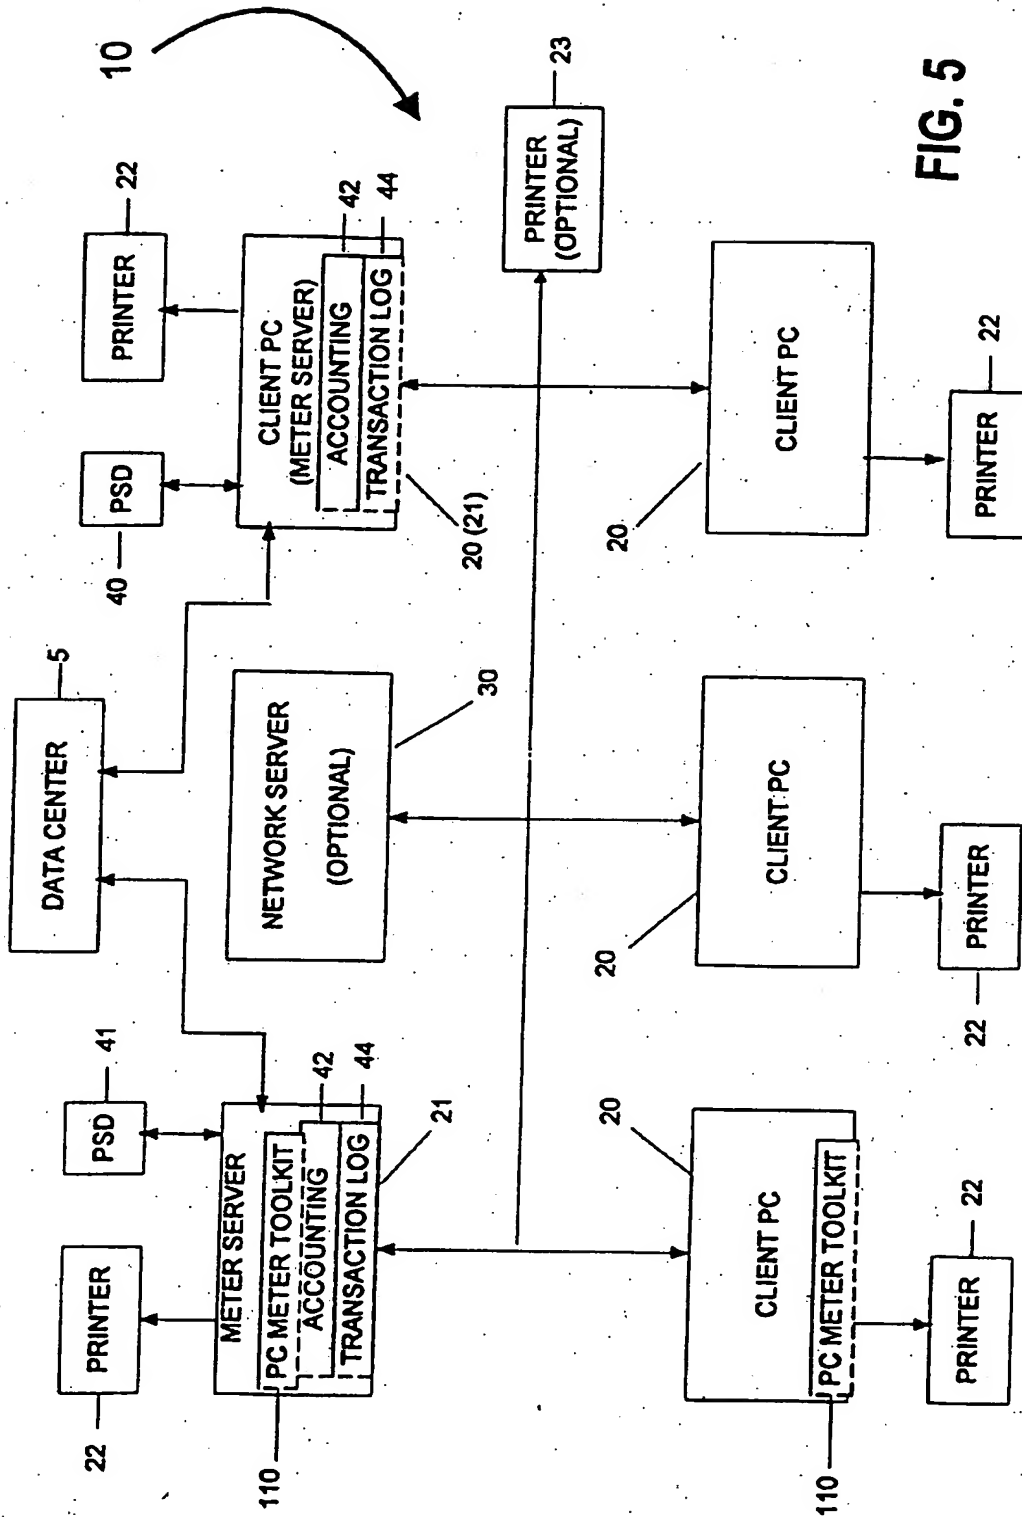 10
DATA CENTER
5
PRINTER
22
PSD
41
METER SERVER
PC METER TOOLKIT
ACCOUNTING
TRANSACTION LOG
42
44
21
110
NETWORK SERVER
(OPTIONAL)
30
PSD
40
PRINTER
22
CLIENT PC
(METER SERVER)
ACCOUNTING
TRANSACTION LOG
42
44
20 (21)
PRINTER
(OPTIONAL)
23
20
CLIENT PC
PC METER TOOLKIT
110
PRINTER
22
20
CLIENT PC
PRINTER
22
20
CLIENT PC
PRINTER
22
FIG. 5